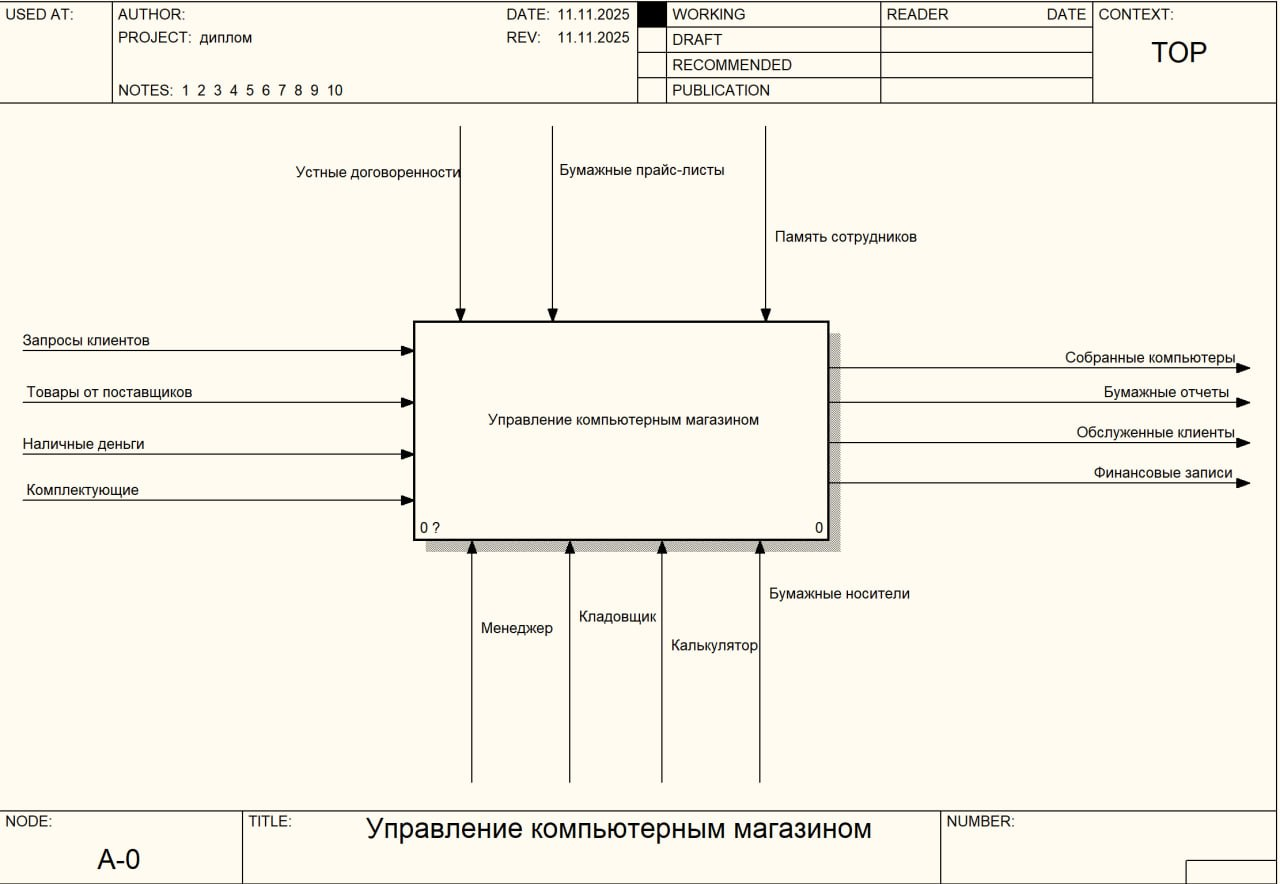 USED AT:
AUTHOR:
DATE: 11.11.2025
PROJECT: диплом
REV: 11.11.2025
NOTES: 1 2 3 4 5 6 7 8 9 10
WORKING
DRAFT
RECOMMENDED
PUBLICATION
READER DATE
CONTEXT:
TOP
Устные договоренности
Бумажные прайс-листы
Память сотрудников
Запросы клиентов
Товары от поставщиков
Наличные деньги
Комплектующие
Управление компьютерным магазином
0 ?
0
Собранные компьютеры
Бумажные отчеты
Обслуженные клиенты
Финансовые записи
Менеджер
Кладовщик
Калькулятор
Бумажные носители
NODE:
A-0
TITLE:
Управление компьютерным магазином
NUMBER: